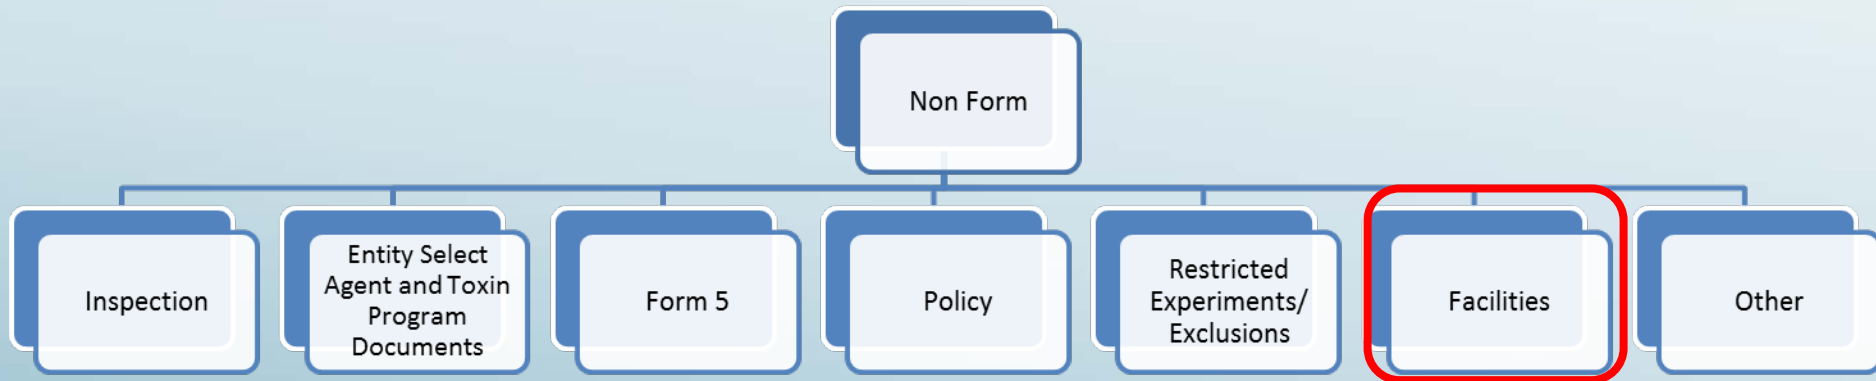 Non Form
Inspection
Entity Select
Agent and Toxin
Program
Documents
Form 5
Policy
Restricted
Experiments/
Exclusions
Facilities
Other